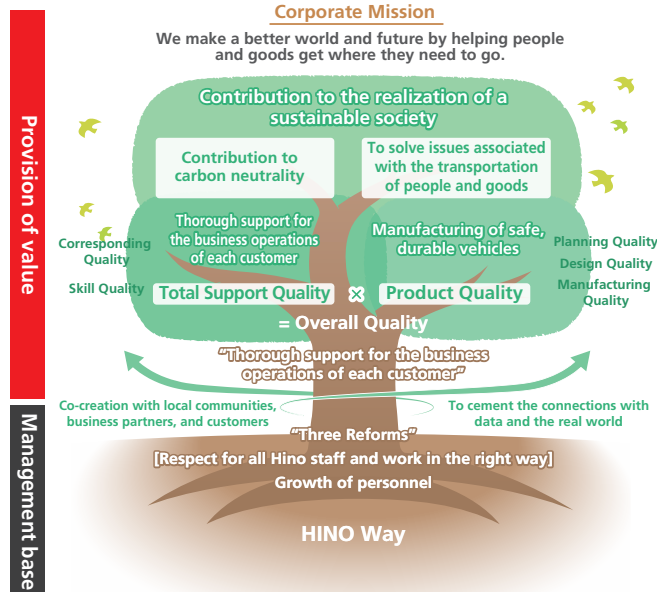 Corporate Mission
We make a better world and future by helping people
and goods get where they need to go.
Provision of value
Contribution to the realization of a
sustainable society
Contribution to
carbon neutrality
To solve issues associated
with the transportation
of people and goods
Thorough support for
the business operations
of each customer
Manufacturing of safe,
durable vehicles
Corresponding
Quality
Skill Quality
Planning Quality
Design Quality
Manufacturing
Quality
Total Support Quality × Product Quality
= Overall Quality
“Thorough support for the business
operations of each customer”
Co-creation with local communities,
business partners, and customers
To cement the connections with
data and the real world
Management base
“Three Reforms”
[Respect for all Hino staff and work in the right way]
Growth of personnel
HINO Way